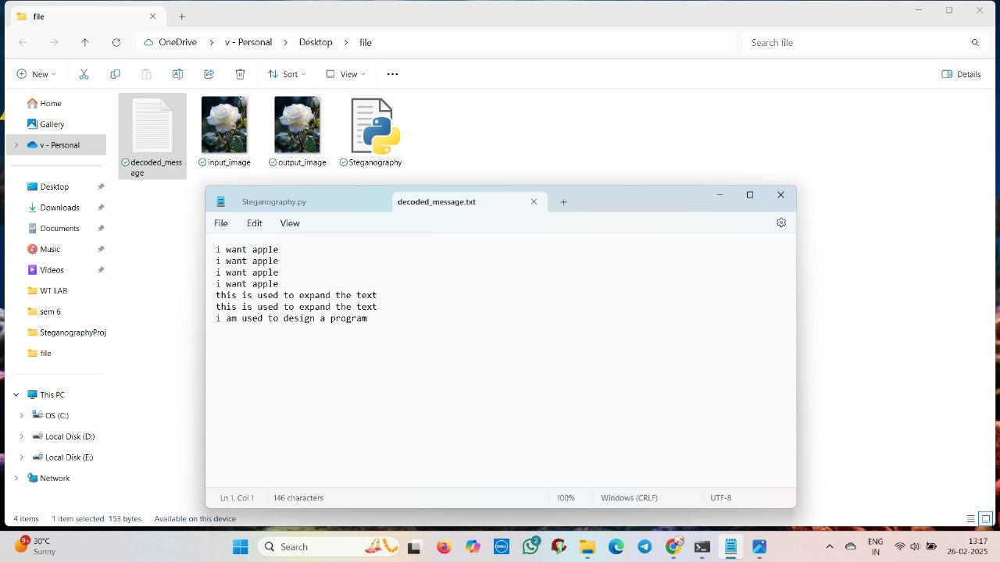 file
OneDrive > v - Personal > Desktop > file
Search file
New
Sort
View
Details
Home
Gallery
v - Personal
Desktop
Downloads
Documents
Music
Videos
WT LAB
sem 6
SteganographyProj
file
This PC
OS (C:)
Local Disk (D:)
Local Disk (E:)
Network
decoded_mess
age
input_image
output_image
Steganography
Steganography.py
decoded_message.txt
File Edit View
i want apple
i want apple
i want apple
i want apple
this is used to expand the text
this is used to expand the text
i am used to design a program
Ln 1, Col 1 146 characters 100% Windows (CRLF) UTF-8
4 items 1 item selected 153 bytes Available on this device
9+
30°C
Sunny
Search
DELL
2
ENG
IN
13:17
26-02-2025